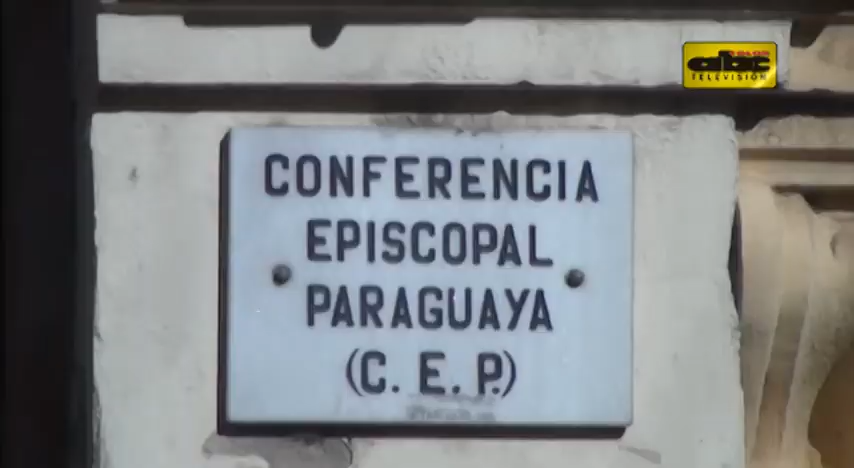 abc
TELEVISIÓN
CONFERENCIA
EPISCOPAL
PARAGUAYA
(C. E. P.)